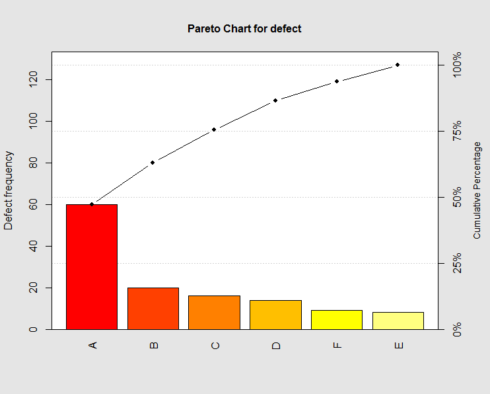 Pareto Chart for defect
Defect frequency
120
100
80
60
40
20
0
100%
75%
50%
25%
0%
Cumulative Percentage
A
B
C
D
F
E